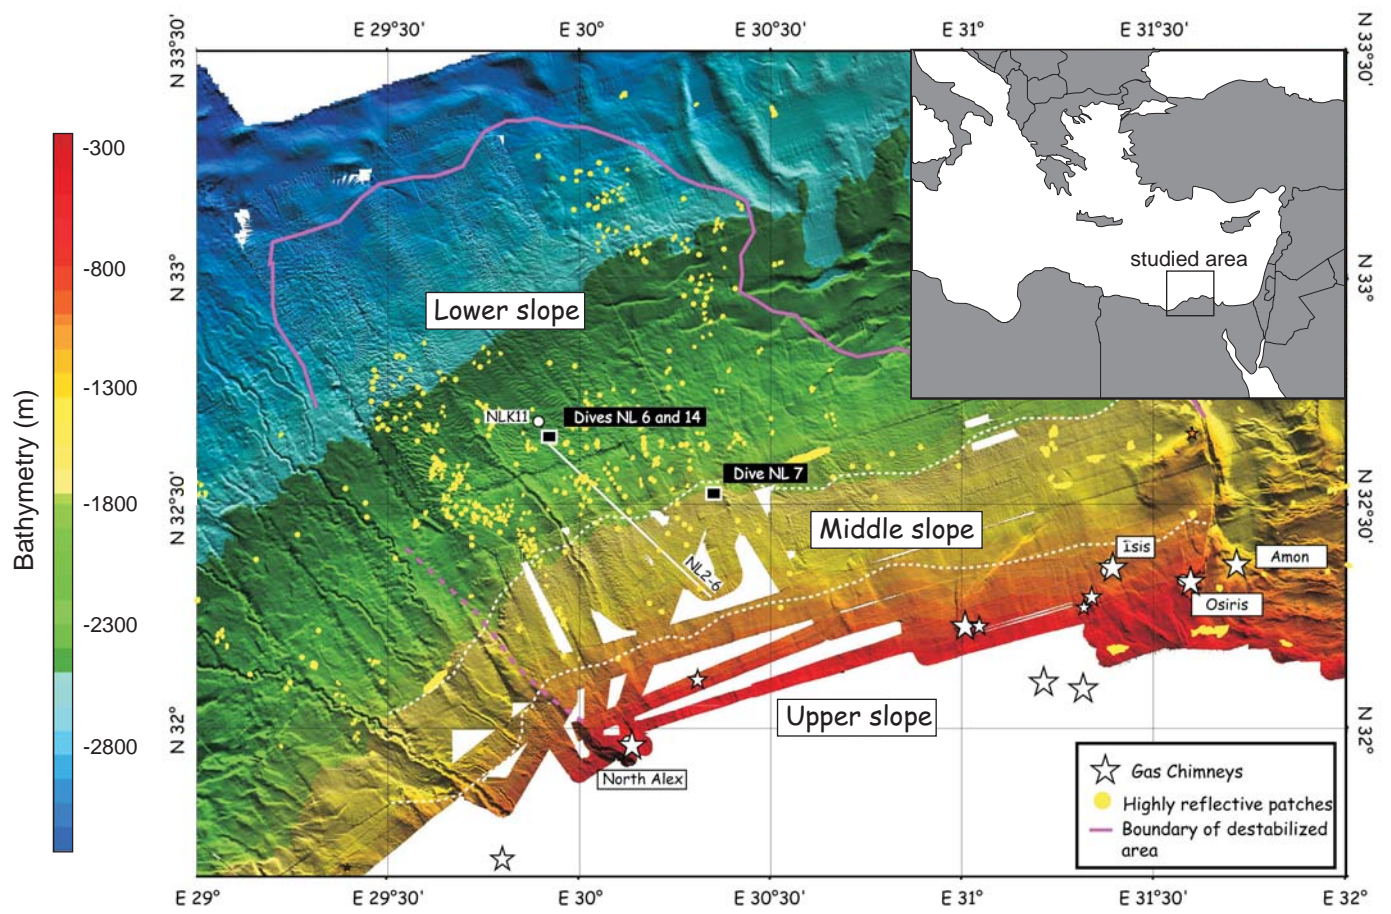 E 29°30'
E 30°
E 30°30'
E 31°
E 31°30'
N 33°30'
N 33°30'
-300
studied area
-800
N 33°
N 33°
Lower slope
Bathymetry (m)
-1300
NLK11
Dives NL 6 and 14
Dive NL 7
-1800
N 32°30'
N 32°30'
Middle slope
Isis
Amon
NL2-6
Osiris
-2300
Upper slope
N 32°
N 32°
-2800
North Alex
Gas Chimneys
Highly reflective patches
Boundary of destabilized
area
E 29°
E 29°30'
E 30°
E 30°30'
E 31°
E 31°30'
E 32°